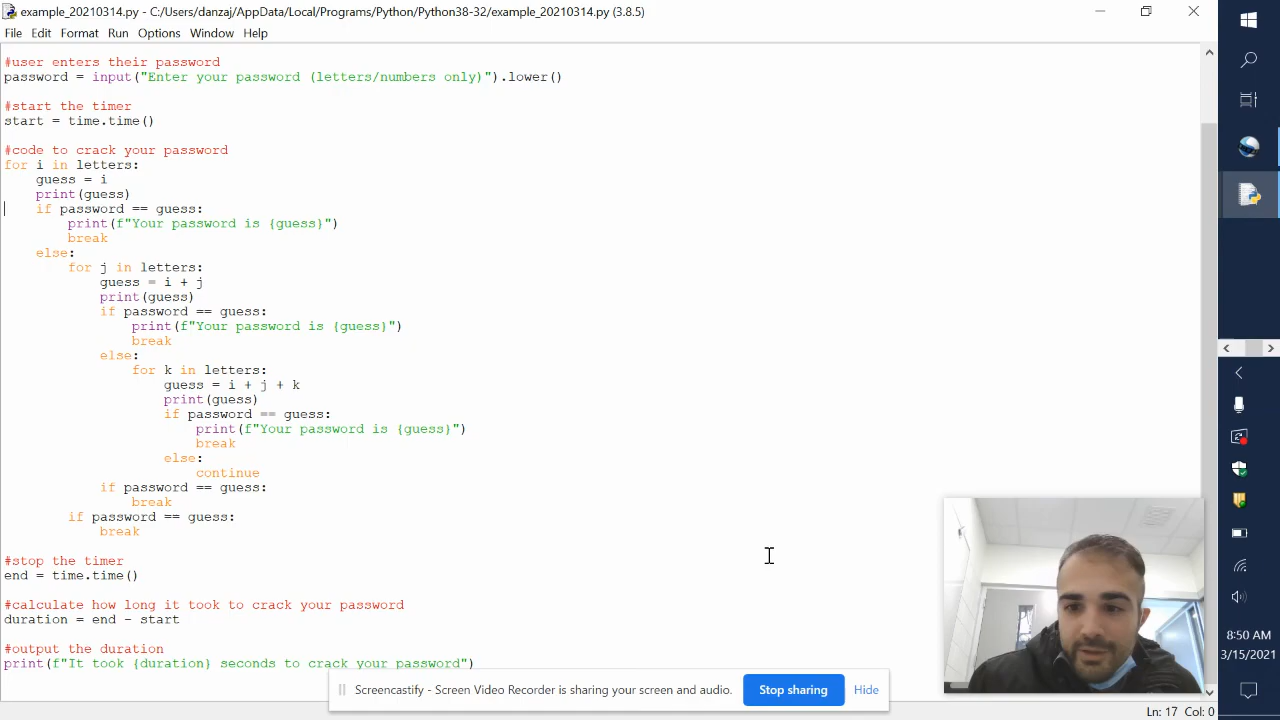 example_20210314.py - C:/Users/danzaj/AppData/Local/Programs/Python/Python38-32/example_20210314.py (3.8.5)
File Edit Format Run Options Window Help
#user enters their password
password = input("Enter your password (letters/numbers only)").lower()
#start the timer
start = time.time()
#code to crack your password
for i in letters:
    guess = i
    print(guess)
    if password == guess:
        print(f"Your password is {guess}")
        break
    else:
        for j in letters:
            guess = i + j
            print(guess)
            if password == guess:
                print(f"Your password is {guess}")
                break
            else:
                for k in letters:
                    guess = i + j + k
                    print(guess)
                    if password == guess:
                        print(f"Your password is {guess}")
                        break
                    else:
                        continue
            if password == guess:
                break
        if password == guess:
            break
#stop the timer
end = time.time()
#calculate how long it took to crack your password
duration = end - start
#output the duration
print(f"It took {duration} seconds to crack your password")
Screencastify - Screen Video Recorder is sharing your screen and audio.
Stop sharing
Hide
8:50 AM
3/15/2021
Ln: 17 Col: 0